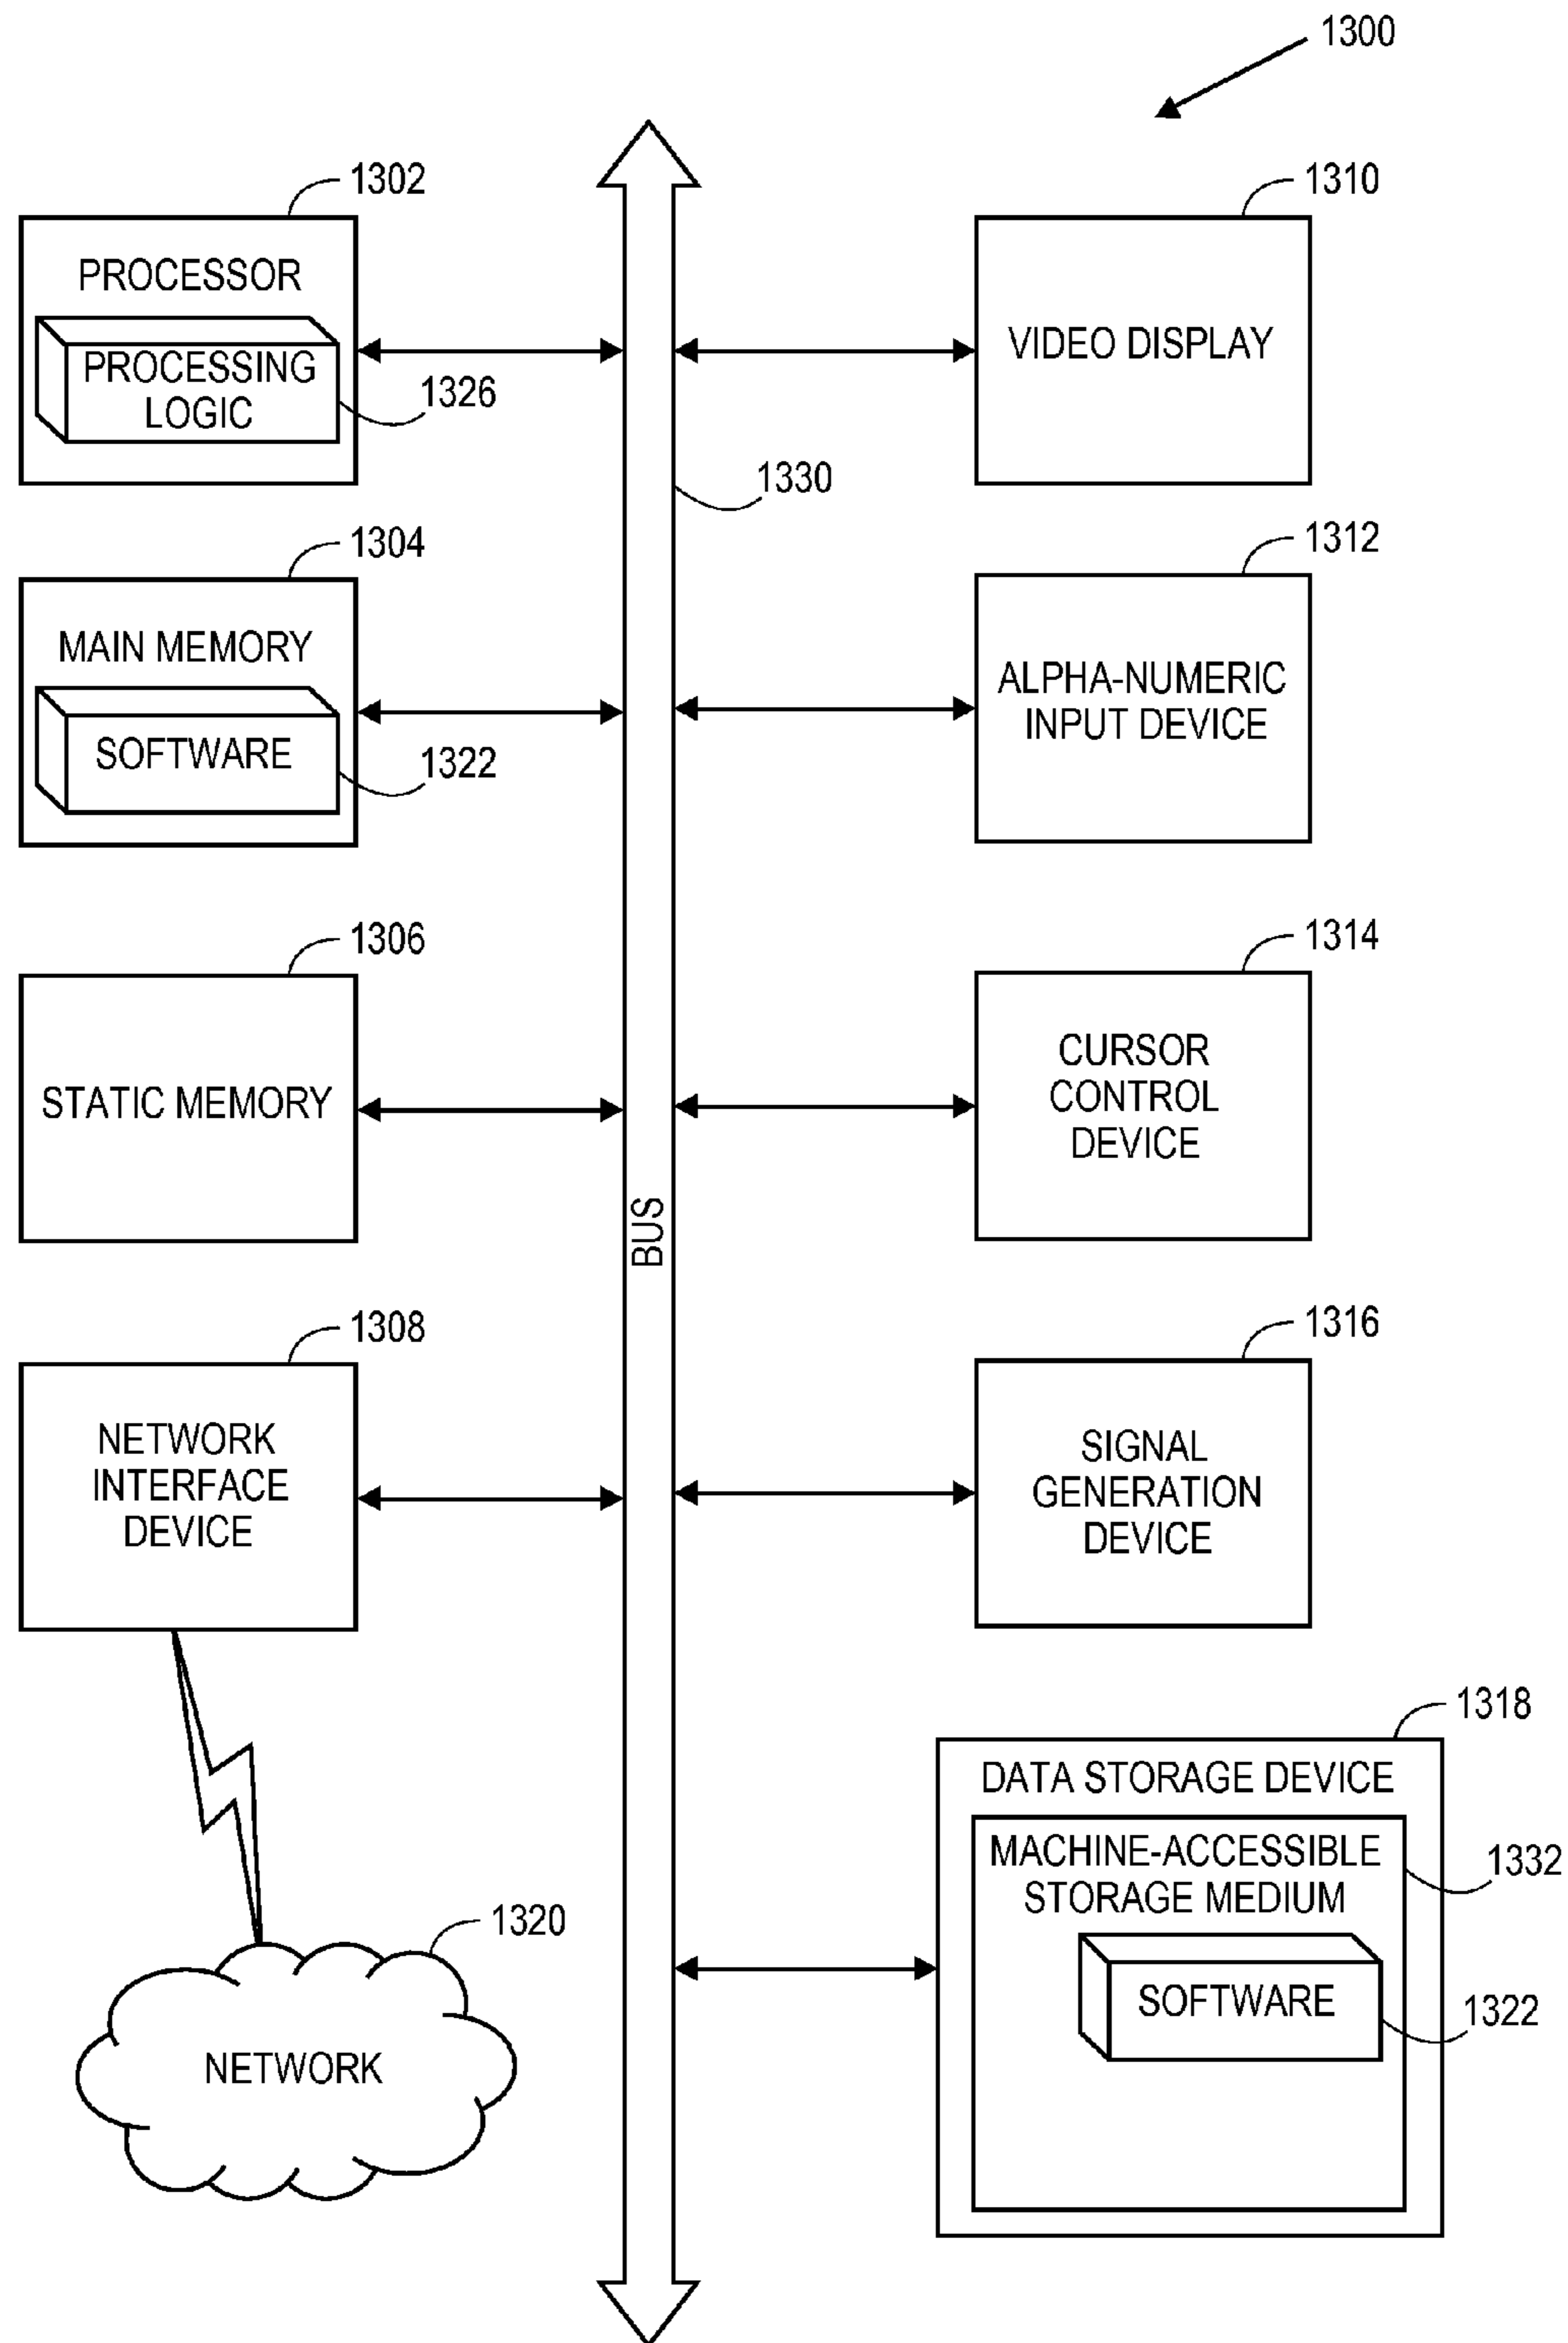 1300
1302
PROCESSOR
PROCESSING
LOGIC
1326
1310
VIDEO DISPLAY
1330
1304
MAIN MEMORY
SOFTWARE
1322
1312
ALPHA-NUMERIC
INPUT DEVICE
1306
STATIC MEMORY
1314
CURSOR
CONTROL
DEVICE
BUS
1308
NETWORK
INTERFACE
DEVICE
1316
SIGNAL
GENERATION
DEVICE
1318
DATA STORAGE DEVICE
MACHINE-ACCESSIBLE
STORAGE MEDIUM
1332
SOFTWARE
1322
1320
NETWORK